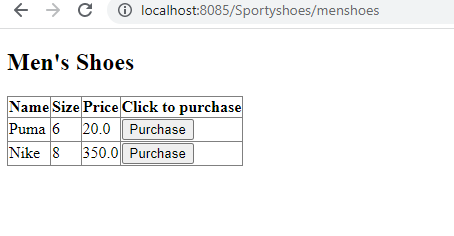 localhost:8085/Sportyshoes/menshoes
Men's Shoes
Name Size Price Click to purchase
Puma 6 20.0 Purchase
Nike 8 350.0 Purchase